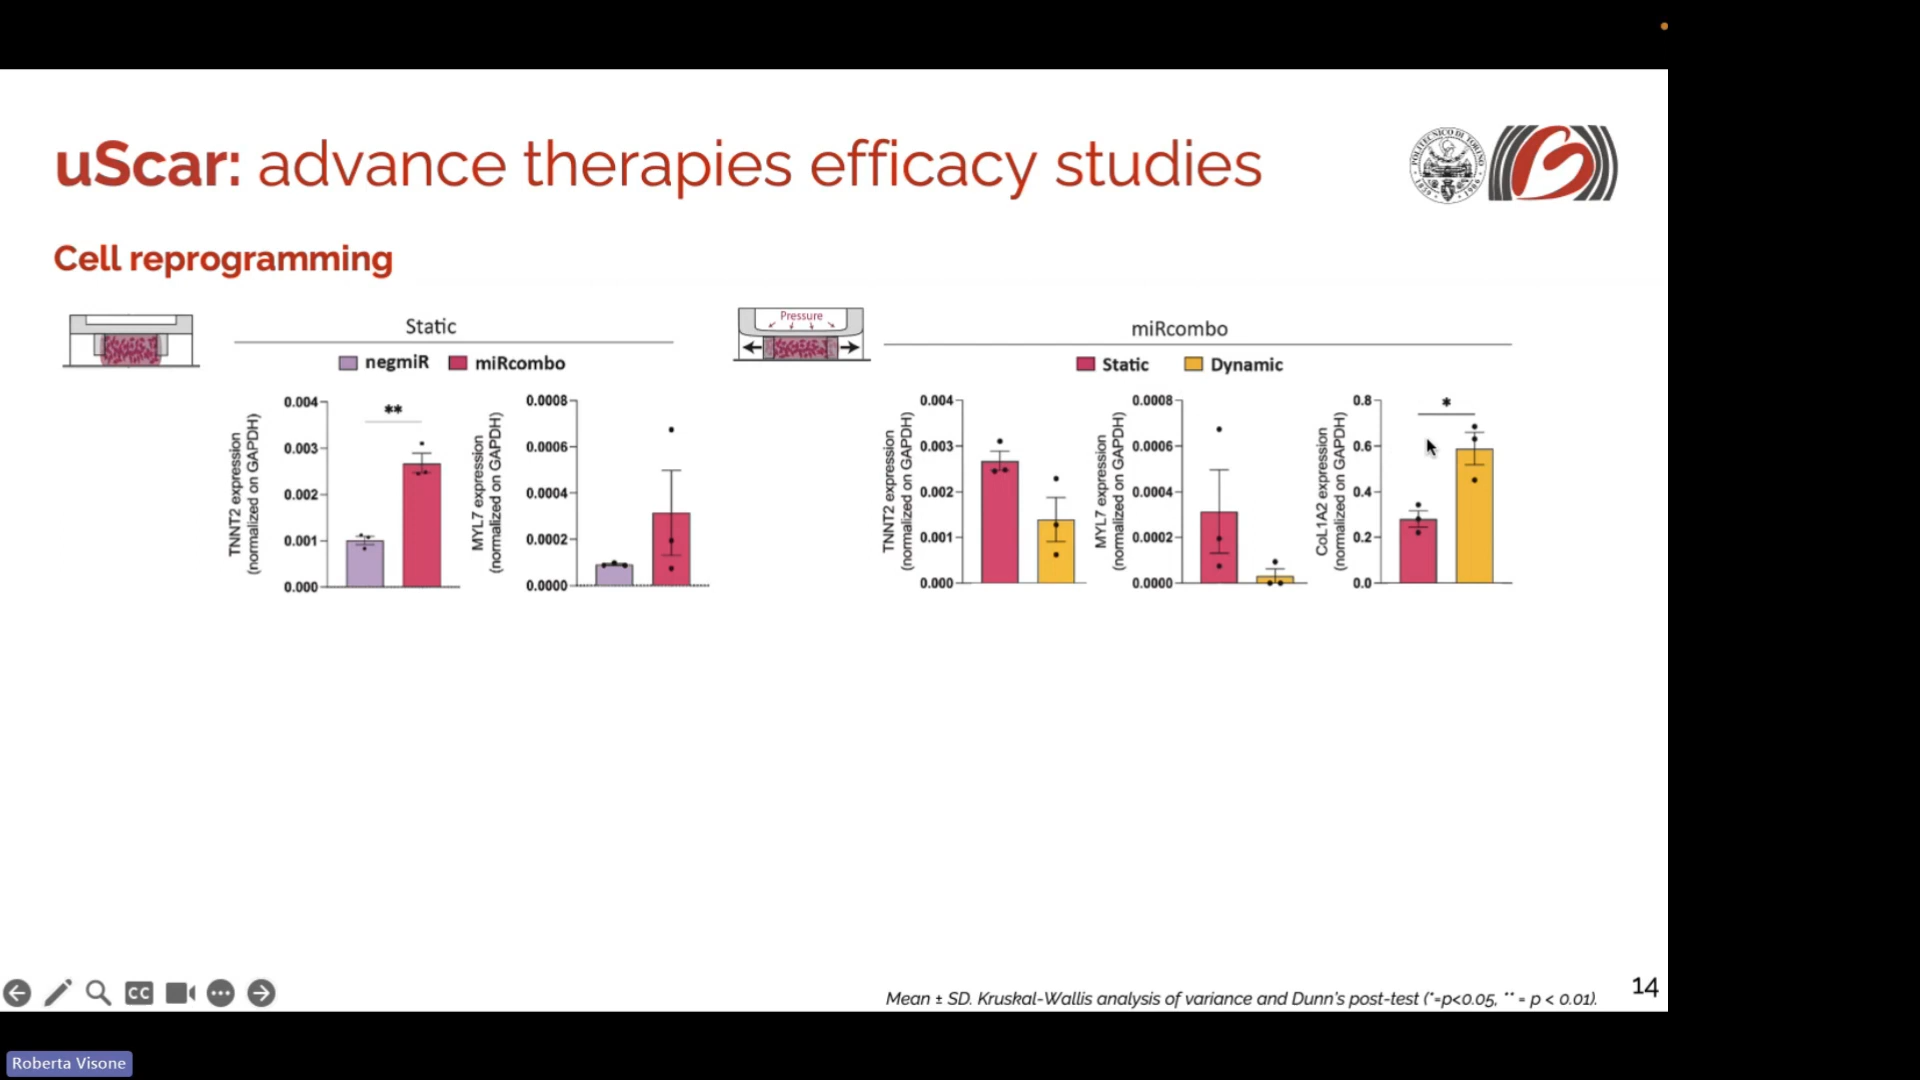 uScar: advance therapies efficacy studies
POLITECNICO DI TORINO
Cell reprogramming
Static
negmiR miRcombo
TNNT2 expression
(normalized on GAPDH)
0.004
0.003
0.002
0.001
0.000
**
MYL7 expression
(normalized on GAPDH)
0.0008
0.0006
0.0004
0.0002
0.0000
Pressure
miRcombo
Static Dynamic
TNNT2 expression
(normalized on GAPDH)
0.004
0.003
0.002
0.001
0.000
MYL7 expression
(normalized on GAPDH)
0.0008
0.0006
0.0004
0.0002
0.0000
CoL1A2 expression
(normalized on GAPDH)
0.8
0.6
0.4
0.2
0.0
*
CC
Mean ± SD. Kruskal-Wallis analysis of variance and Dunn's post-test (*=p<0.05, ** = p < 0.01).
14
Roberta Visone